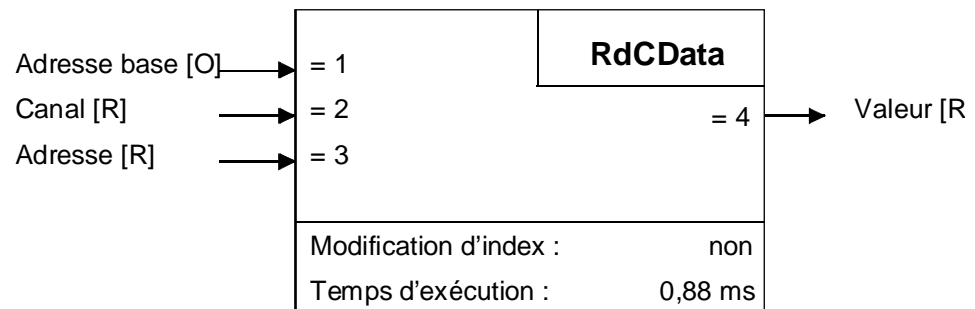 RdCData
Adresse base [O] = 1
Canal [R] = 2 = 4 Valeur [R
Adresse [R] = 3
Modification d'index : non
Temps d'exécution : 0,88 ms